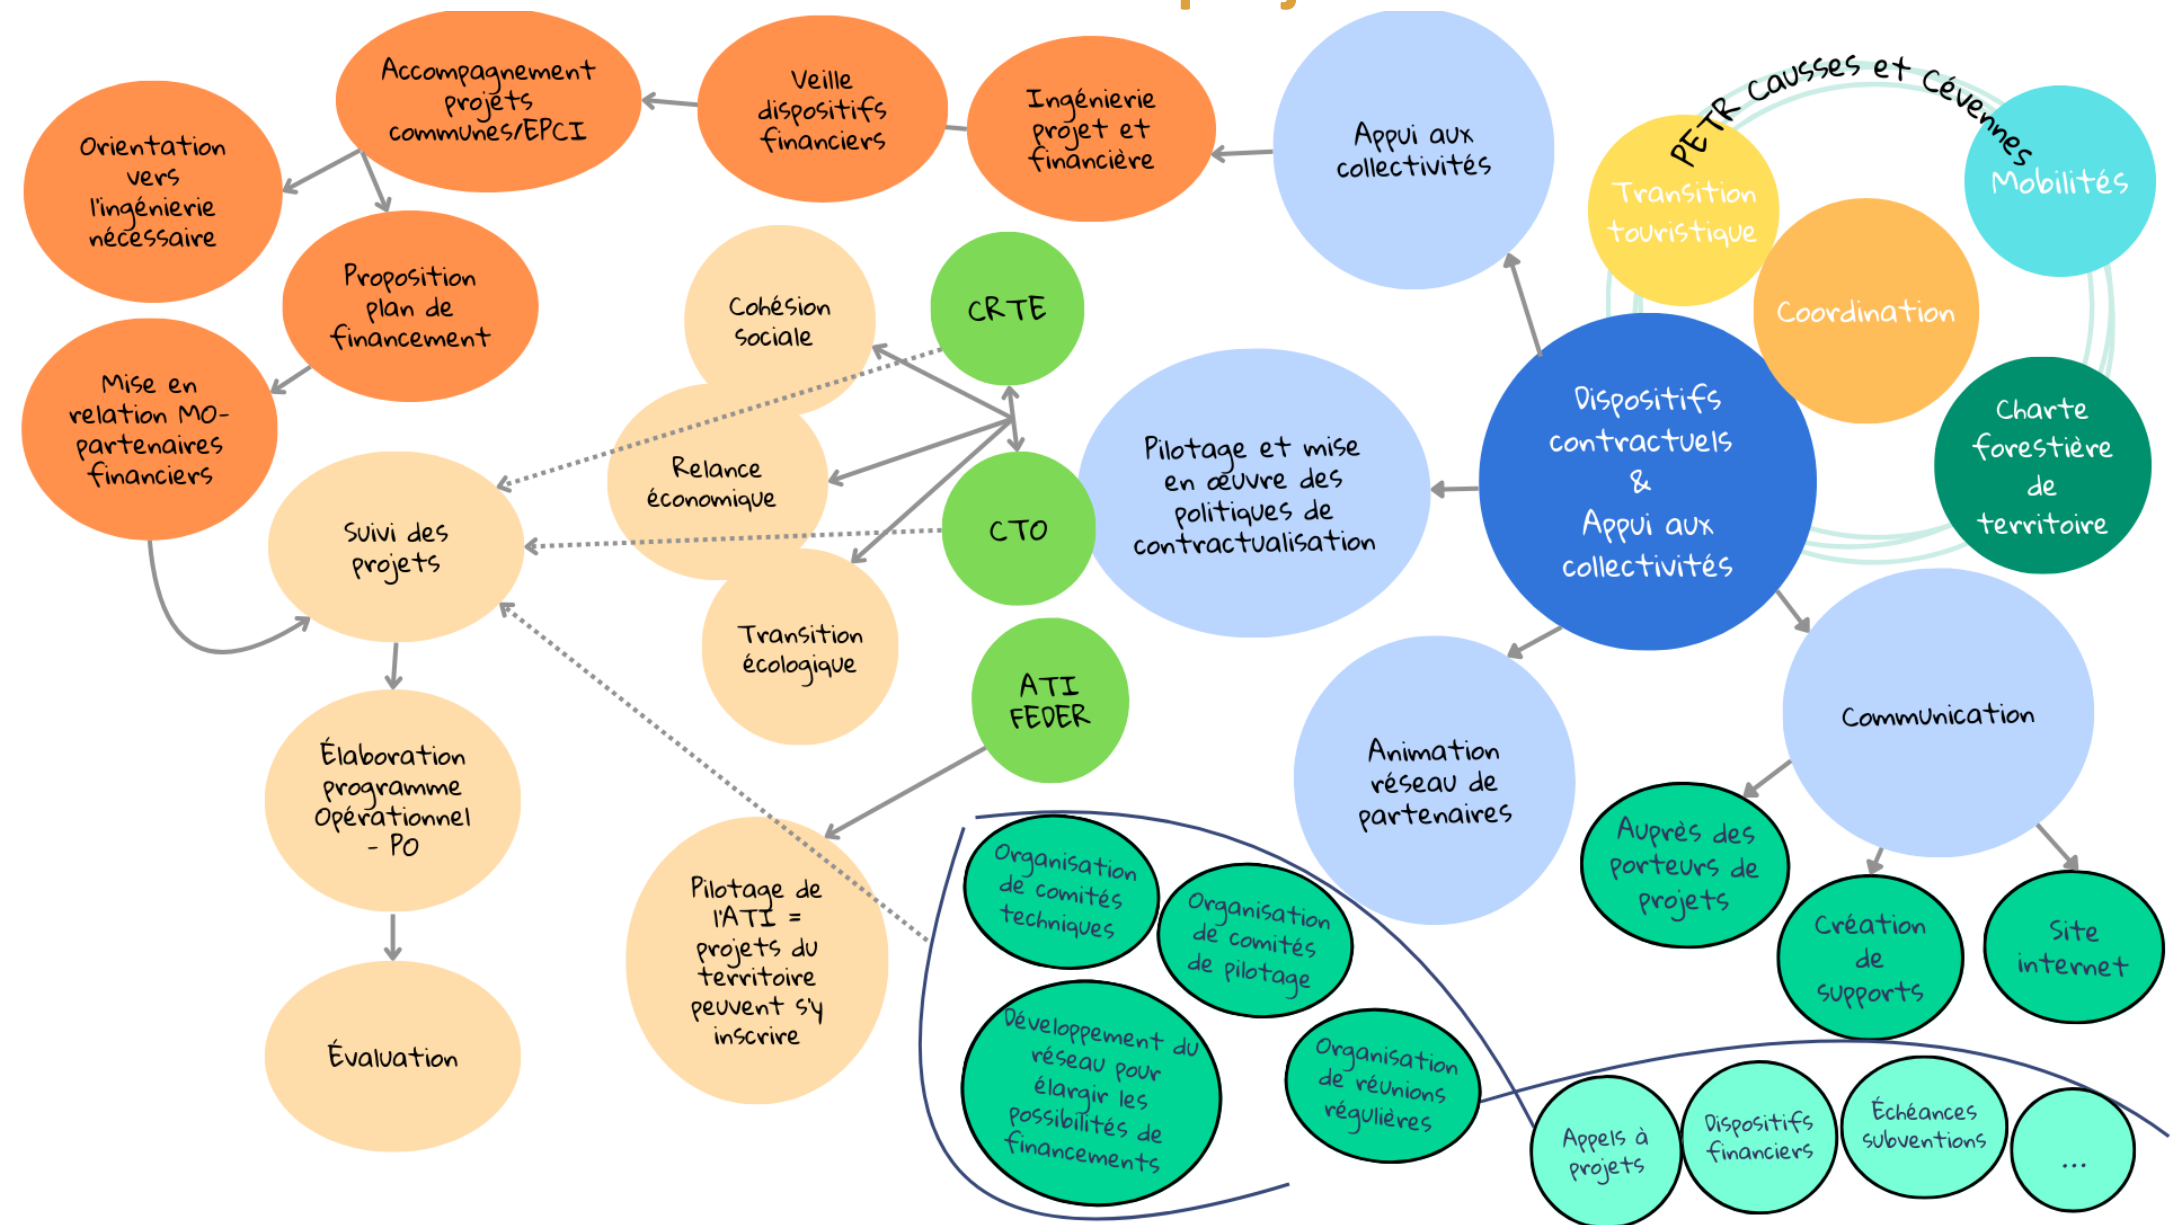 Accompagnement
projets
communes/EPCI
Veille
dispositifs
financiers
Ingénierie
projet et
financière
Appui aux
collectivités
PETR Causses et Cévennes
Transition
touristique
Mobilités
Coordination
Orientation
vers
l'ingénierie
nécessaire
Proposition
plan de
financement
Mise en
relation MO-
partenaires
financiers
Cohésion
sociale
CRTE
Relance
économique
CTO
Transition
écologique
Pilotage et mise
en œuvre des
politiques de
contractualisation
Dispositifs
contractuels
&
Appui aux
collectivités
Charte
forestière
de
territoire
Suivi des
projets
ATI
FEDER
Animation
réseau de
partenaires
Communication
Élaboration
programme
Opérationnel
- PO
Évaluation
Pilotage de
l'ATI =
projets du
territoire
peuvent s'y
inscrire
Organisation
de comités
techniques
Organisation
de comités
de pilotage
Développement du
réseau pour
élargir les
possibilités de
financements
Organisation
de réunions
régulières
Auprès des
porteurs de
projets
Création
de
supports
Site
internet
Appels à
projets
Dispositifs
financiers
Échéances
subventions
...